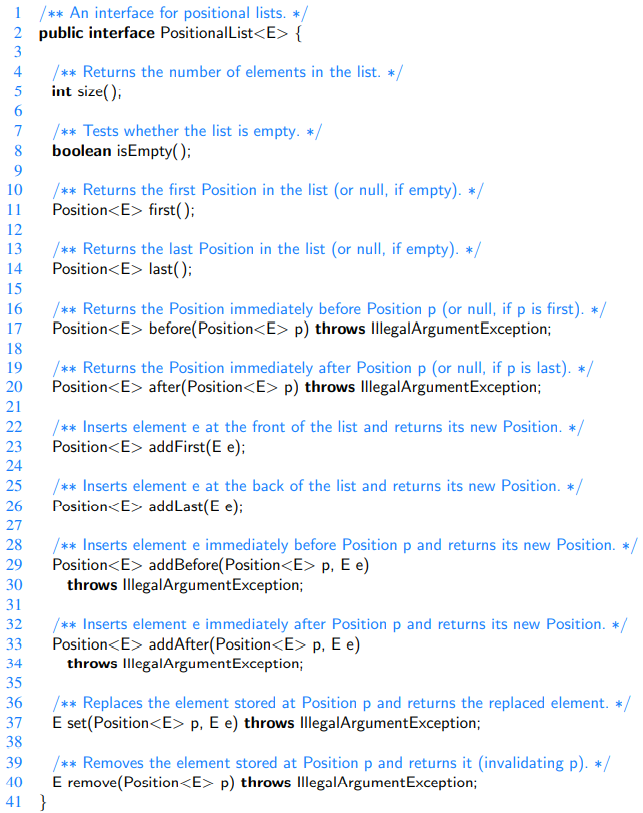 1 /** An interface for positional lists. */
2 public interface PositionalList<E> {
3
4 /** Returns the number of elements in the list. */
5 int size();
6
7 /** Tests whether the list is empty. */
8 boolean isEmpty();
9
10 /** Returns the first Position in the list (or null, if empty). */
11 Position<E> first();
12
13 /** Returns the last Position in the list (or null, if empty). */
14 Position<E> last();
15
16 /** Returns the Position immediately before Position p (or null, if p is first). */
17 Position<E> before(Position<E> p) throws IllegalArgumentException;
18
19 /** Returns the Position immediately after Position p (or null, if p is last). */
20 Position<E> after(Position<E> p) throws IllegalArgumentException;
21
22 /** Inserts element e at the front of the list and returns its new Position. */
23 Position<E> addFirst(E e);
24
25 /** Inserts element e at the back of the list and returns its new Position. */
26 Position<E> addLast(E e);
27
28 /** Inserts element e immediately before Position p and returns its new Position. */
29 Position<E> addBefore(Position<E> p, E e)
30 throws IllegalArgumentException;
31
32 /** Inserts element e immediately after Position p and returns its new Position. */
33 Position<E> addAfter(Position<E> p, E e)
34 throws IllegalArgumentException;
35
36 /** Replaces the element stored at Position p and returns the replaced element. */
37 E set(Position<E> p, E e) throws IllegalArgumentException;
38
39 /** Removes the element stored at Position p and returns it (invalidating p). */
40 E remove(Position<E> p) throws IllegalArgumentException;
41 }